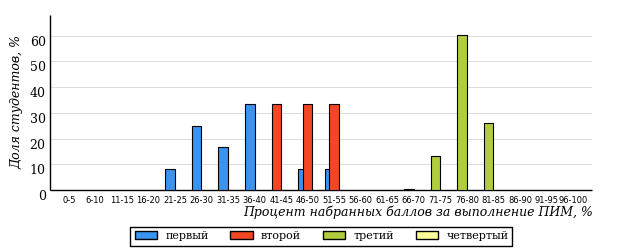 Доля студентов, %
60
50
40
30
20
10
0
0-5 6-10 11-15 16-20 21-25 26-30 31-35 36-40 41-45 46-50 51-55 56-60 61-65 66-70 71-75 76-80 81-85 86-90 91-95 96-100
Процент набранных баллов за выполнение ПИМ, %
первый второй третий четвертый